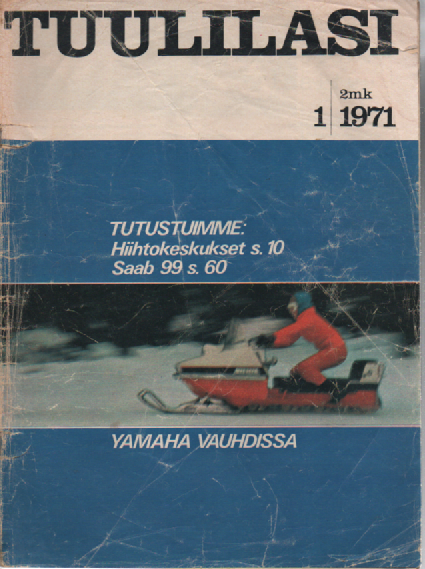 TUULILASI
2mk
1 1971
TUTUSTUIMME:
Hiihtokeskukset s. 10
Saab 99 s. 60
YAMAHA VAUHDISSA